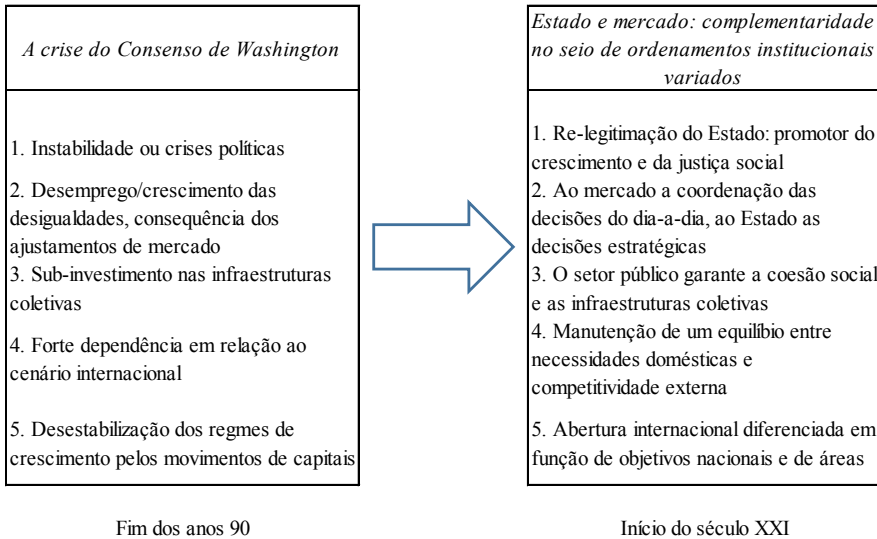 A crise do Consenso de Washington
1. Instabilidade ou crises políticas
2. Desemprego/crescimento das
desigualdades, consequência dos
ajustamentos de mercado
3. Sub-investimento nas infraestruturas
coletivas
4. Forte dependência em relação ao
cenário internacional
5. Desestabilização dos regmes de
crescimento pelos movimentos de capitais
Fim dos anos 90
Estado e mercado: complementaridade
no seio de ordenamentos institucionais
variados
1. Re-legitimação do Estado: promotor do
crescimento e da justiça social
2. Ao mercado a coordenação das
decisões do dia-a-dia, ao Estado as
decisões estratégicas
3. O setor público garante a coesão social
e as infraestruturas coletivas
4. Manutenção de um equilíbio entre
necessidades domésticas e
competitividade externa
5. Abertura internacional diferenciada em
função de objetivos nacionais e de áreas
Início do século XXI